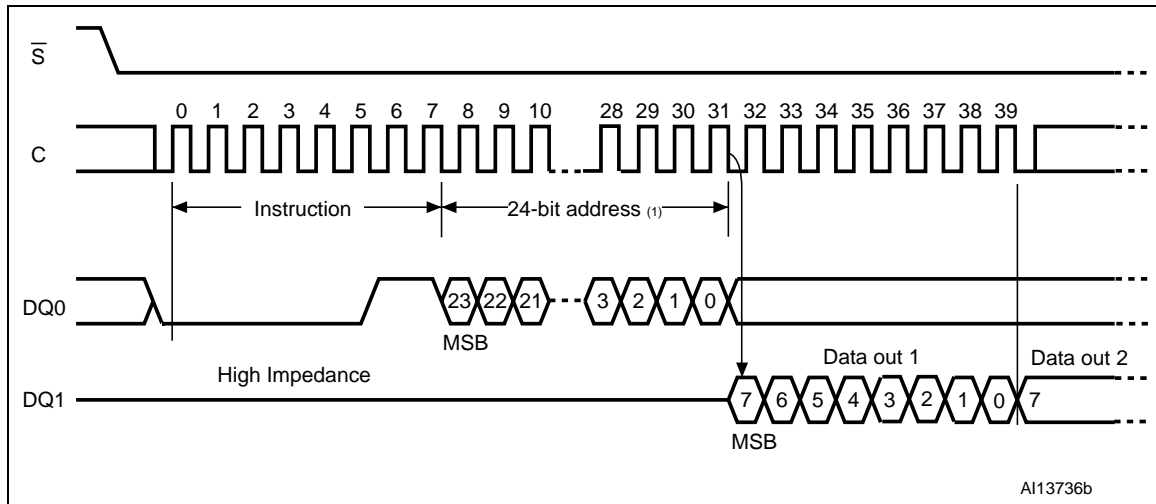 S
0 1 2 3 4 5 6 7 8 9 10 28 29 30 31 32 33 34 35 36 37 38 39
C
Instruction 24-bit address (1)
DQ0 23 22 21 3 2 1 0
MSB
High Impedance Data out 1 Data out 2
DQ1 7 6 5 4 3 2 1 0 7
MSB
AI13736b